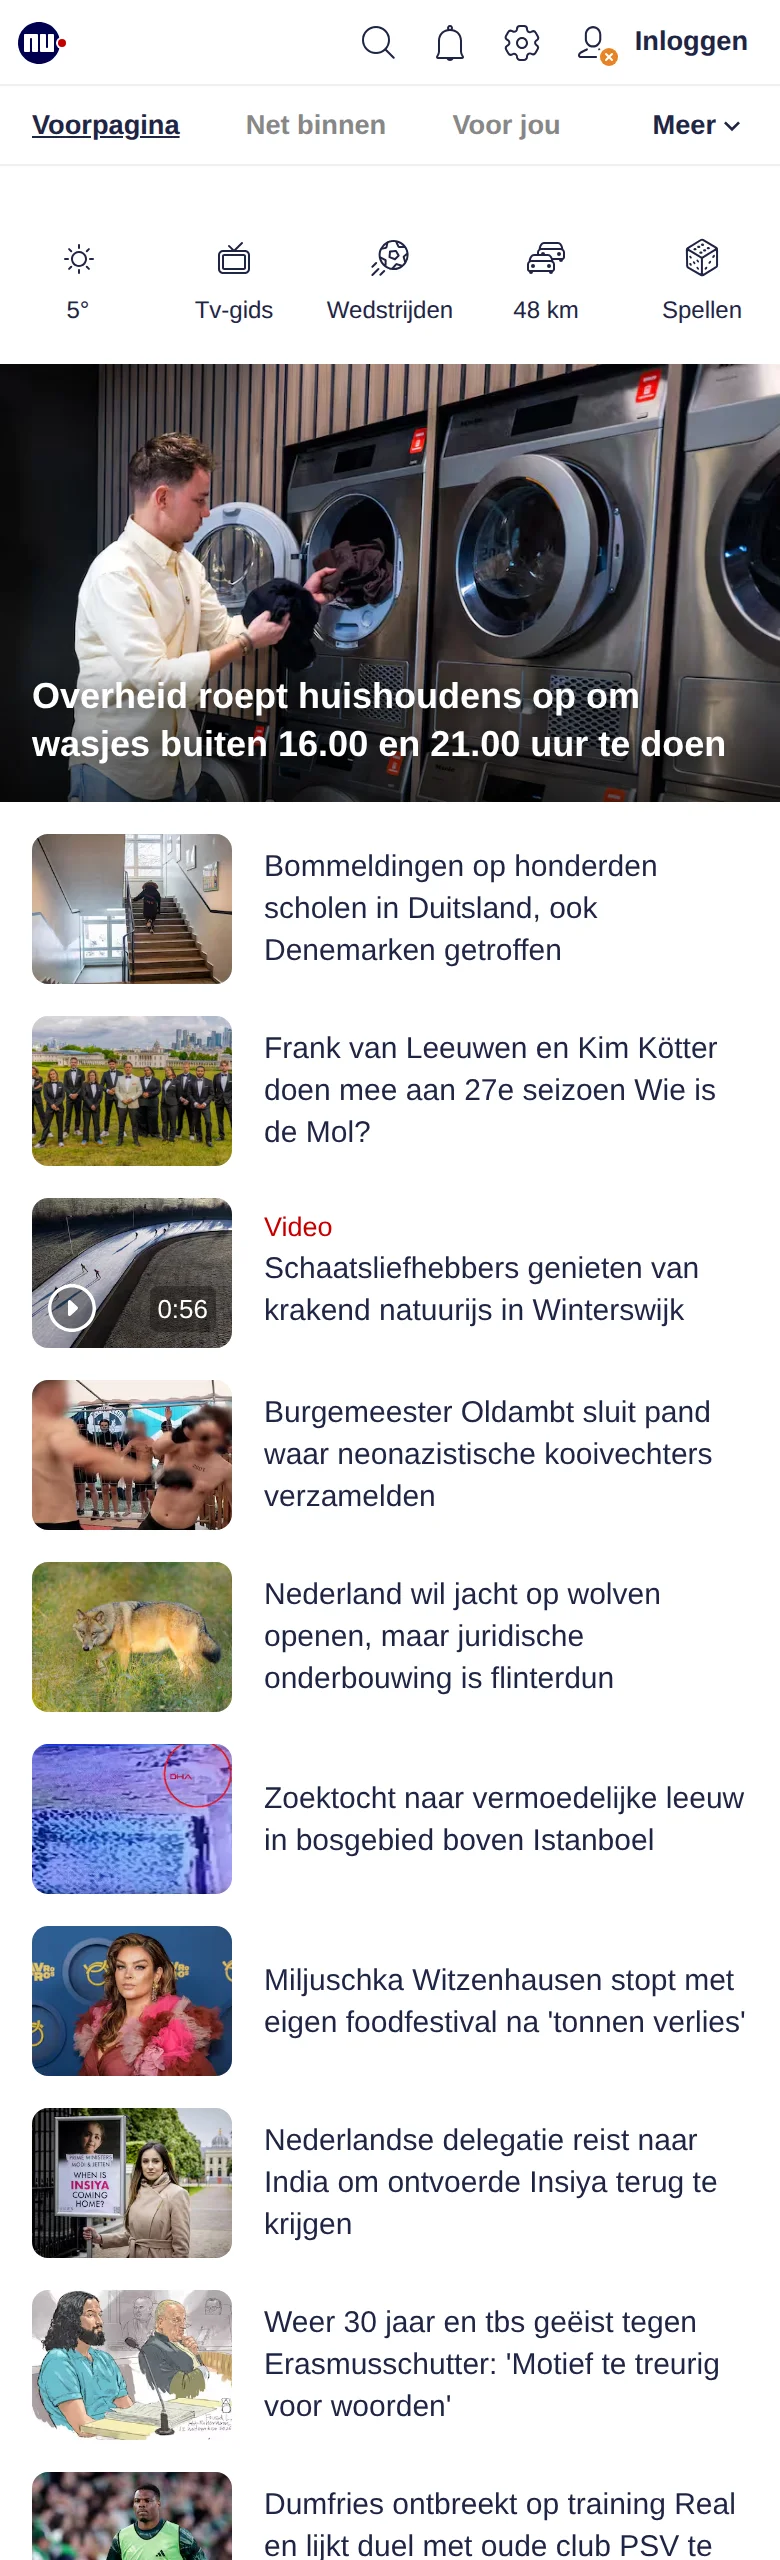 nu
Inloggen
Voorpagina
Net binnen
Voor jou
Meer
5°
Tv-gids
Wedstrijden
48 km
Spellen
Overheid roept huishoudens op om
wasjes buiten 16.00 en 21.00 uur te doen
Bommeldingen op honderden
scholen in Duitsland, ook
Denemarken getroffen
Frank van Leeuwen en Kim Kötter
doen mee aan 27e seizoen Wie is
de Mol?
Video
Schaatsliefhebbers genieten van
krakend natuurijs in Winterswijk
0:56
Burgemeester Oldambt sluit pand
waar neonazistische kooivechters
verzamelden
Nederland wil jacht op wolven
openen, maar juridische
onderbouwing is flinterdun
DHA
Zoektocht naar vermoedelijke leeuw
in bosgebied boven Istanboel
Miljuschka Witzenhausen stopt met
eigen foodfestival na 'tonnen verlies'
PRIME MINISTERS
MODI & JETTEN
WHEN IS
INSIYA
COMING
HOME?
Nederlandse delegatie reist naar
India om ontvoerde Insiya terug te
krijgen
Weer 30 jaar en tbs geëist tegen
Erasmusschutter: 'Motief te treurig
voor woorden'
Dumfries ontbreekt op training Real
en lijkt duel met oude club PSV te